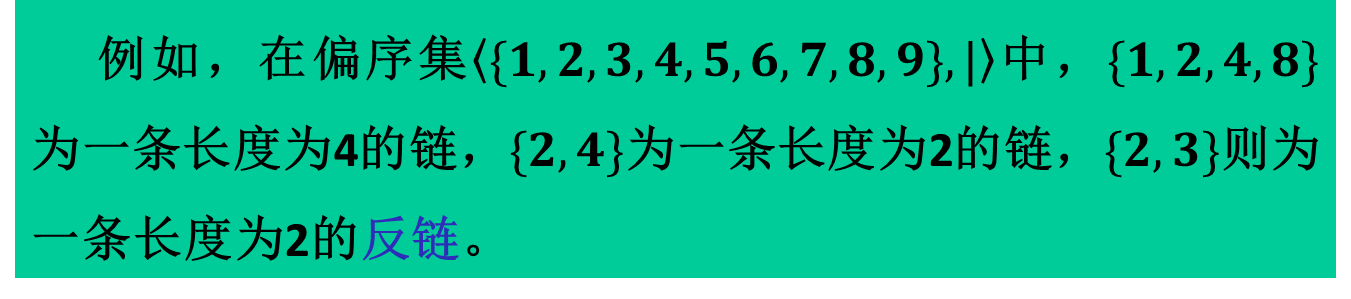 例如，在偏序集⟨{1,2,3,4,5,6,7,8,9},|⟩中，{1,2,4,8}
为一条长度为4的链，{2,4}为一条长度为2的链，{2,3}则为
一条长度为2的反链。